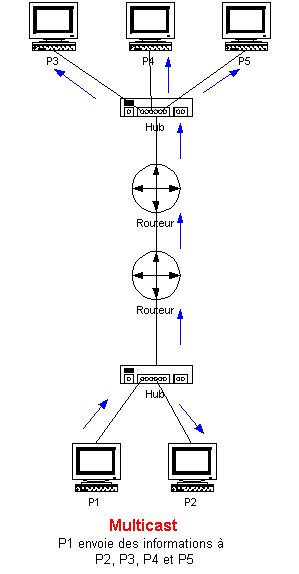 P3 P4 P5
Hub
Routeur
Routeur
Hub
P1 P2
Multicast
P1 envoie des informations à
P2, P3, P4 et P5